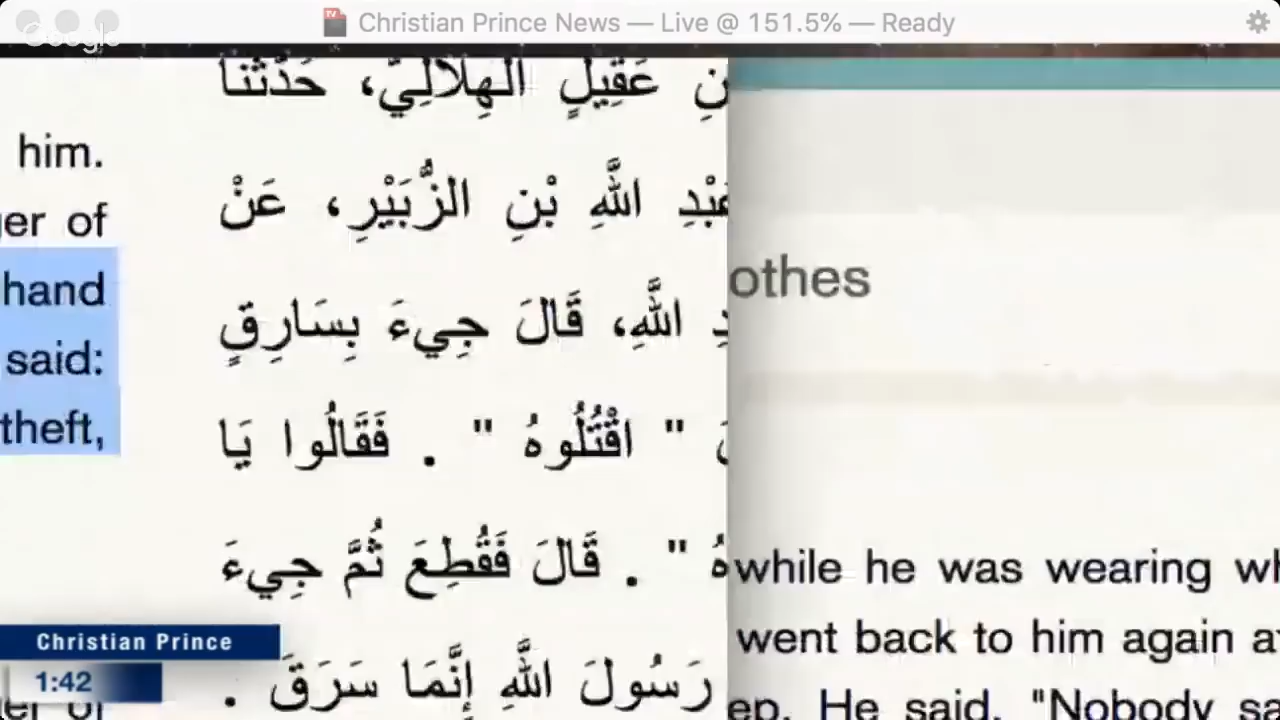 Christian Prince News — Live @ 151.5% — Ready
Google
him.
er of
hand
said:
theft,
نِ عَقِيلٍ الْهِلاَلِيِّ، حَدَّثَنَا
عَبْدِ اللَّهِ بْنِ الزُّبَيْرِ، عَنْ
دِ اللَّهِ، قَالَ جِيءَ بِسَارِقٍ
" اقْتُلُوهُ " . فَقَالُوا يَا
هُ " . قَالَ فَقُطِعَ ثُمَّ جِيءَ
رَسُولَ اللَّهِ إِنَّمَا سَرَقَ .
othes
while he was wearing wh
went back to him again a
ep. He said, "Nobody sa
Christian Prince
1:42